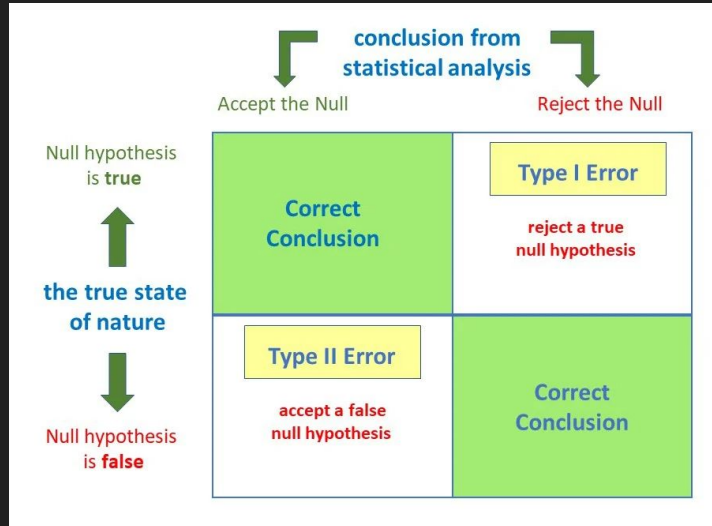 conclusion from
statistical analysis
Accept the Null
Reject the Null
Null hypothesis
is true
Correct
Conclusion
Type I Error
reject a true
null hypothesis
the true state
of nature
Type II Error
accept a false
null hypothesis
Correct
Conclusion
Null hypothesis
is false